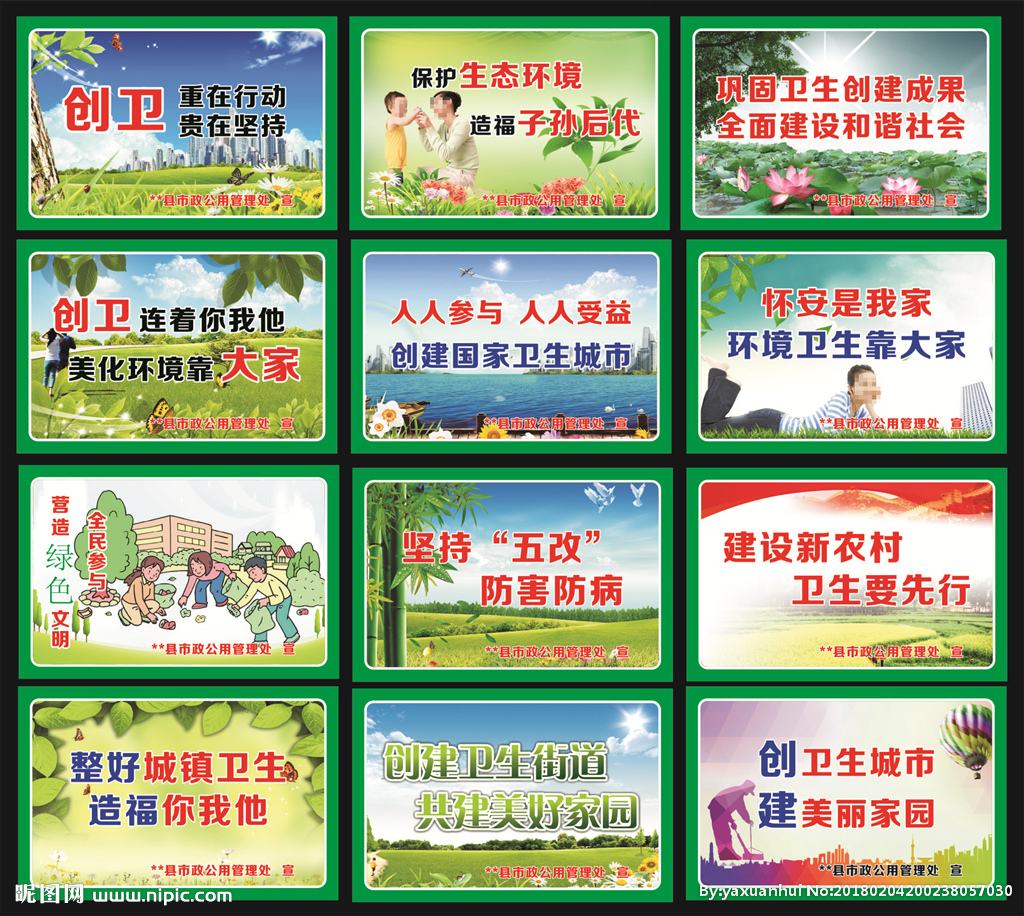 创卫 重在行动
贵在坚持
**县市政公用管理处 宣
保护生态环境
造福子孙后代
**县市政公用管理处 宣
巩固卫生创建成果
全面建设和谐社会
**县市政公用管理处 宣
创卫 连着你我他
美化环境靠大家
**县市政公用管理处 宣
人人参与 人人受益
创建国家卫生城市
**县市政公用管理处 宣
怀安是我家
环境卫生靠大家
**县市政公用管理处 宣
营造绿色文明
全民参与
**县市政公用管理处 宣
坚持“五改”
防害防病
**县市政公用管理处 宣
建设新农村
卫生要先行
**县市政公用管理处 宣
整好城镇卫生
造福你我他
**县市政公用管理处 宣
创建卫生街道
共建美好家园
**县市政公用管理处 宣
创卫生城市
建美丽家园
**县市政公用管理处 宣
昵图网 www.nipic.com
By:yaxuanhui No:20180204200238057030